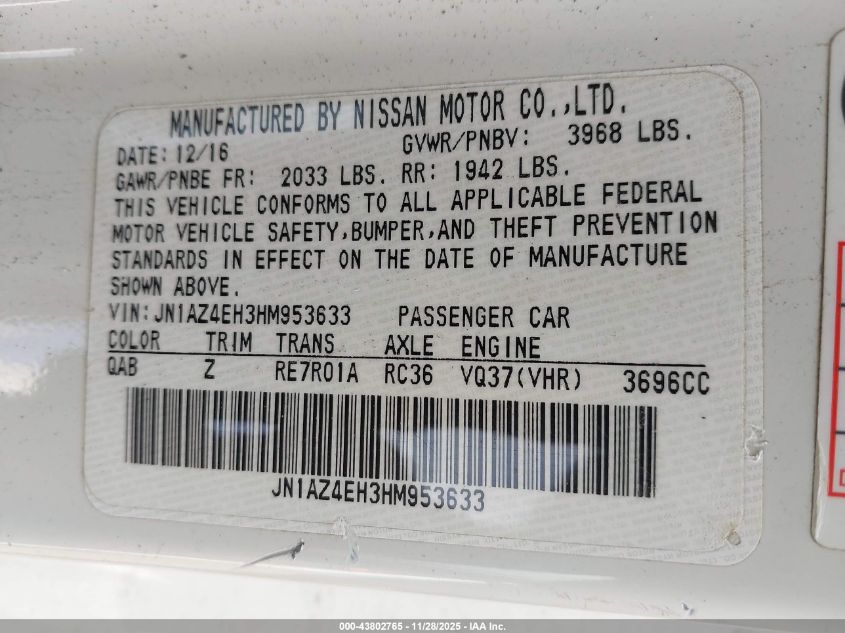 MANUFACTURED BY NISSAN MOTOR CO.,LTD.
DATE: 12/16 GVWR/PNBV: 3968 LBS.
GAWR/PNBE FR: 2033 LBS. RR: 1942 LBS.
THIS VEHICLE CONFORMS TO ALL APPLICABLE FEDERAL
MOTOR VEHICLE SAFETY,BUMPER,AND THEFT PREVENTION
STANDARDS IN EFFECT ON THE DATE OF MANUFACTURE
SHOWN ABOVE.
VIN: JN1AZ4EH3HM953633 PASSENGER CAR
COLOR TRIM TRANS AXLE ENGINE
QAB Z RE7R01A RC36 VQ37(VHR) 3696CC
JN1AZ4EH3HM953633
000-43802765 - 11/28/2025 - IAA Inc.